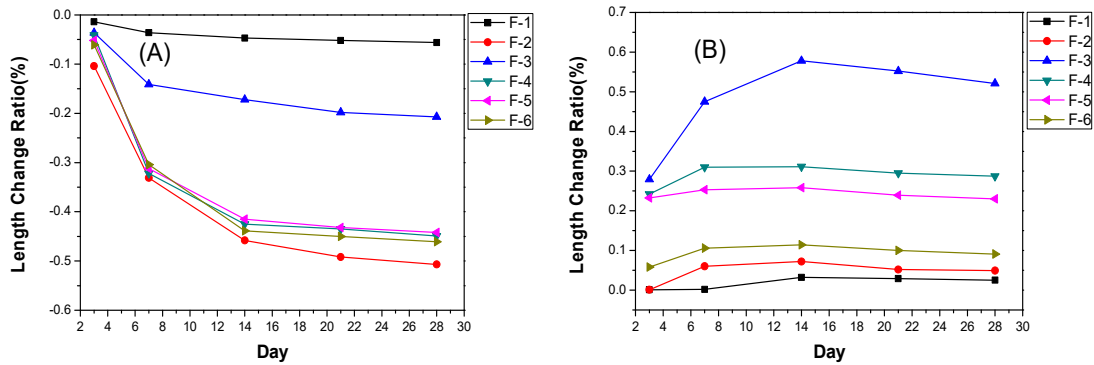 (A)
0.0
-0.1
-0.2
-0.3
-0.4
-0.5
-0.6
Length Change Ratio(%)
2 4 6 8 10 12 14 16 18 20 22 24 26 28 30
Day
F-1
F-2
F-3
F-4
F-5
F-6
(B)
0.7
0.6
0.5
0.4
0.3
0.2
0.1
0.0
Length Change Ratio(%)
2 4 6 8 10 12 14 16 18 20 22 24 26 28 30
Day
F-1
F-2
F-3
F-4
F-5
F-6